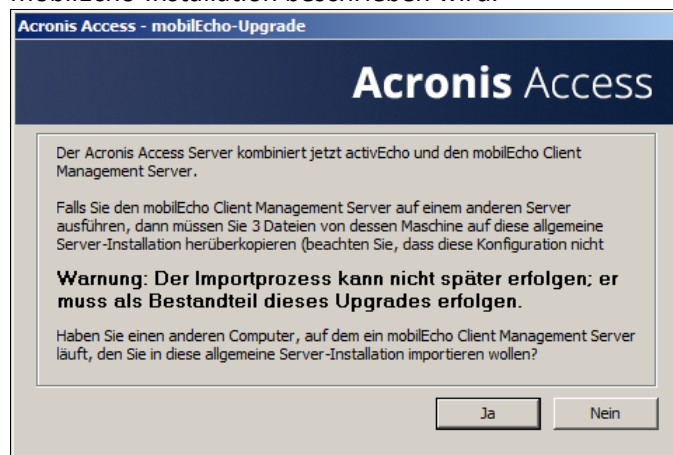 Acronis Access - mobilEcho-Upgrade
Acronis Access
Der Acronis Access Server kombiniert jetzt activEcho und den mobilEcho Client
Management Server.
Falls Sie den mobilEcho Client Management Server auf einem anderen Server
ausführen, dann müssen Sie 3 Dateien von dessen Maschine auf diese allgemeine
Server-Installation herüberkopieren (beachten Sie, dass diese Konfiguration nicht
Warnung: Der Importprozess kann nicht später erfolgen; er
muss als Bestandteil dieses Upgrades erfolgen.
Haben Sie einen anderen Computer, auf dem ein mobilEcho Client Management Server
läuft, den Sie in diese allgemeine Server-Installation importieren wollen?
Ja
Nein